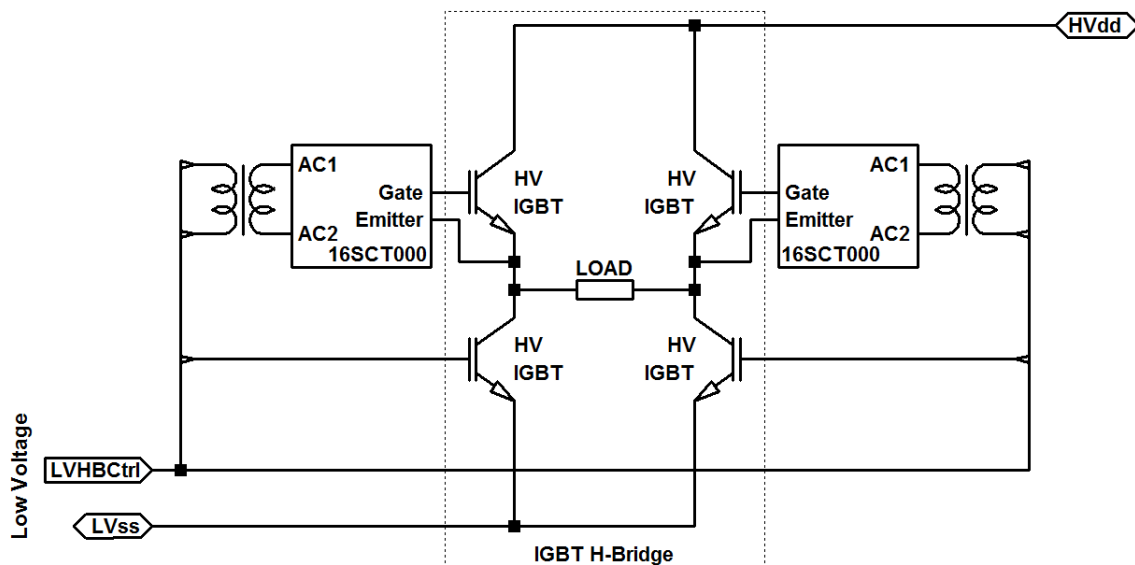 HVdd
AC1
Gate
Emitter
AC2
16SCT000
HV
IGBT
HV
IGBT
AC1
Gate
Emitter
AC2
16SCT000
LOAD
HV
IGBT
HV
IGBT
Low Voltage
LVHBCtrl
LVss
IGBT H-Bridge